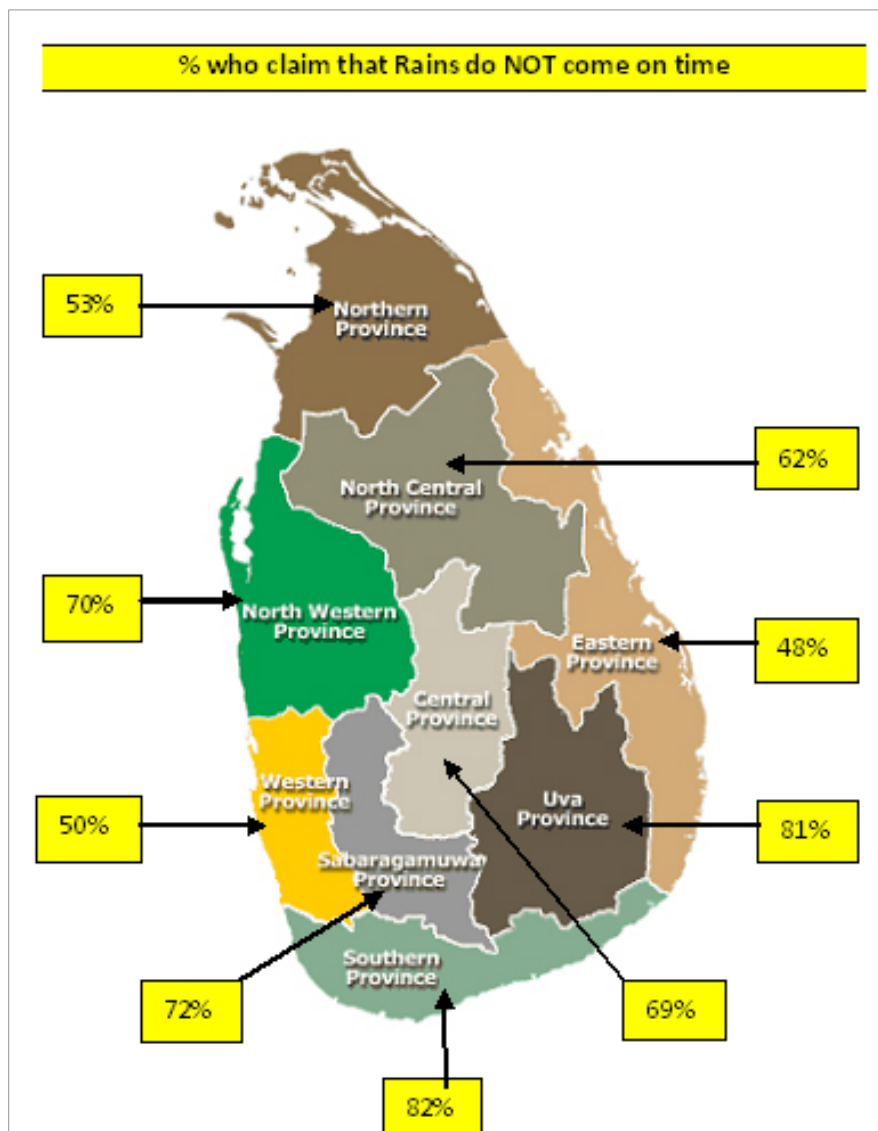 % who claim that Rains do NOT come on time
53%
Northern
Province
62%
North Central
Province
70%
North Western
Province
48%
Eastern
Province
Central
Province
50%
Western
Province
Uva
Province
81%
Sabaragamuwa
Province
Southern
Province
72%
69%
82%